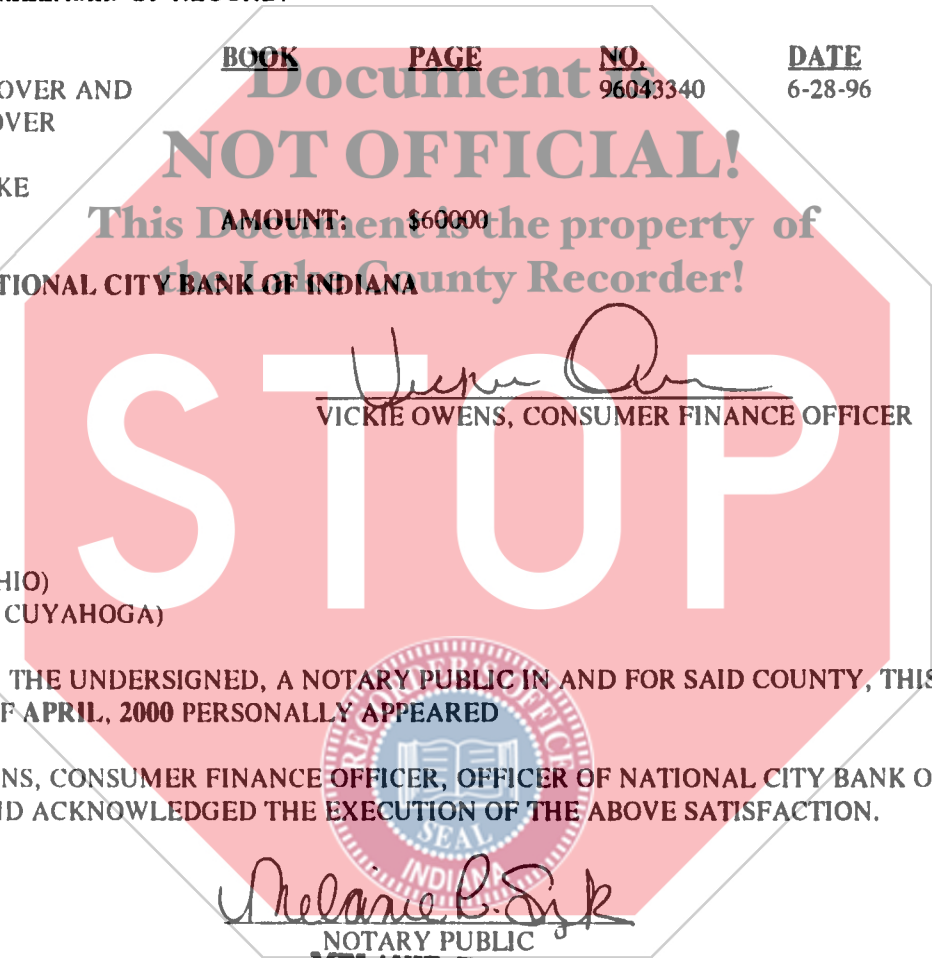 BOOK PAGE NO. DATE
OVER AND 96043340 6-28-96
OVER
KE
AMOUNT: $60000
TIONAL CITY BANK OF INDIANA
Document is
NOT OFFICIAL!
This Document is the property of
the Lake County Recorder!
STOP
VICKIE OWENS, CONSUMER FINANCE OFFICER
HIO)
CUYAHOGA)
THE UNDERSIGNED, A NOTARY PUBLIC IN AND FOR SAID COUNTY, THIS
F APRIL, 2000 PERSONALLY APPEARED
NS, CONSUMER FINANCE OFFICER, OFFICER OF NATIONAL CITY BANK O
ND ACKNOWLEDGED THE EXECUTION OF THE ABOVE SATISFACTION.
RECORDER'S OFFICE
SEAL
INDIANA
NOTARY PUBLIC